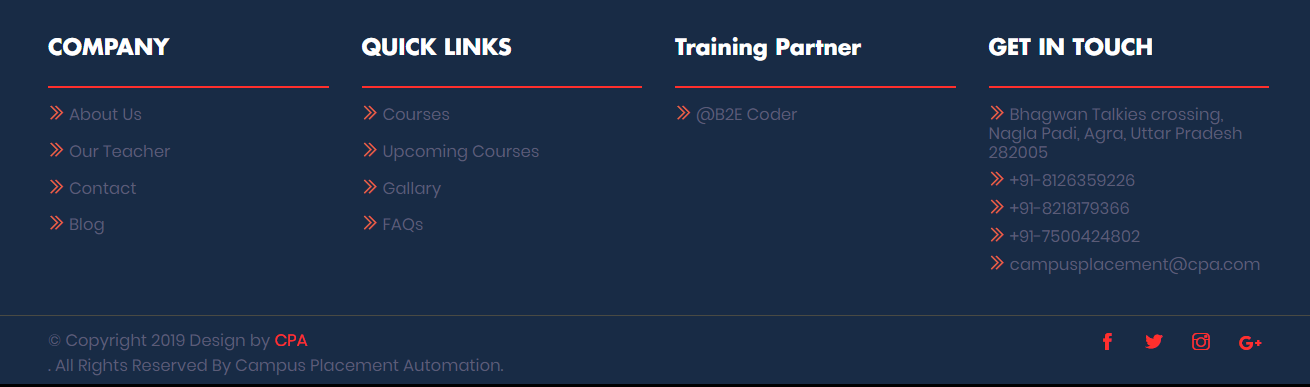 COMPANY
About Us
Our Teacher
Contact
Blog
QUICK LINKS
Courses
Upcoming Courses
Gallary
FAQs
Training Partner
@B2E Coder
GET IN TOUCH
Bhagwan Talkies crossing,
Nagla Padi, Agra, Uttar Pradesh
282005
+91-8126359226
+91-8218179366
+91-7500424802
campusplacement@cpa.com
© Copyright 2019 Design by CPA
. All Rights Reserved By Campus Placement Automation.